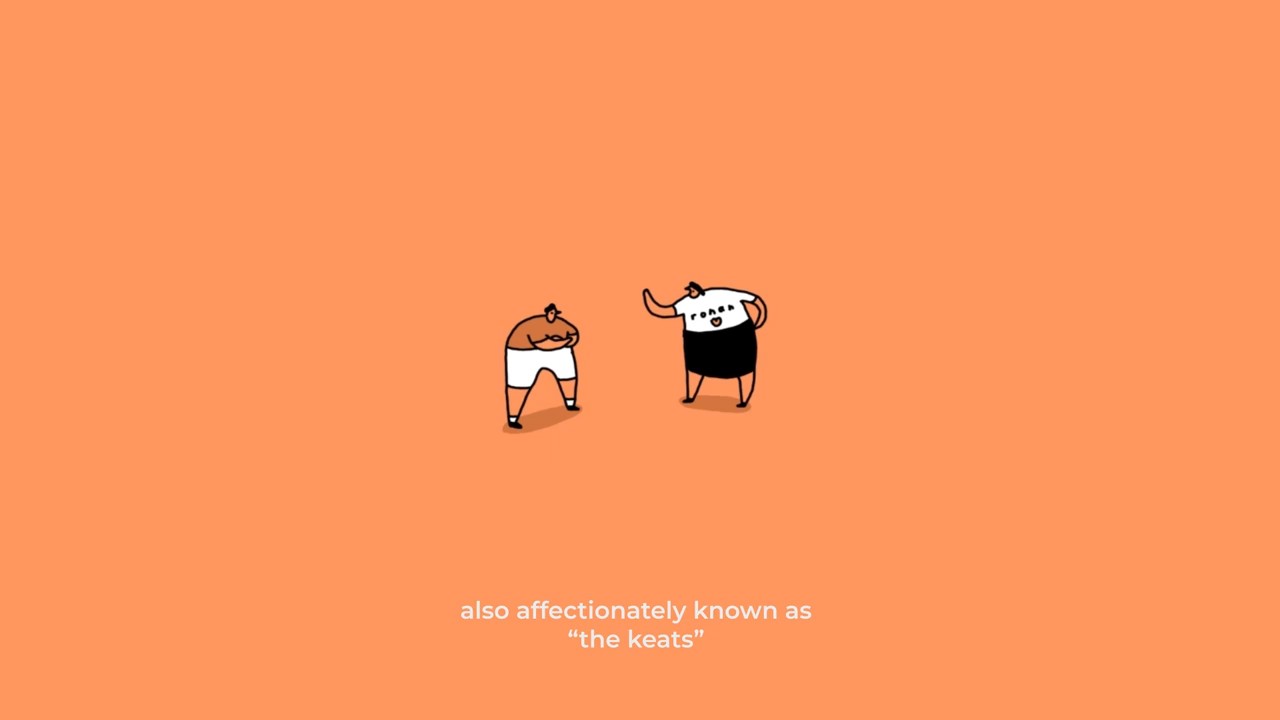 rohan
also affectionately known as
“the keats”